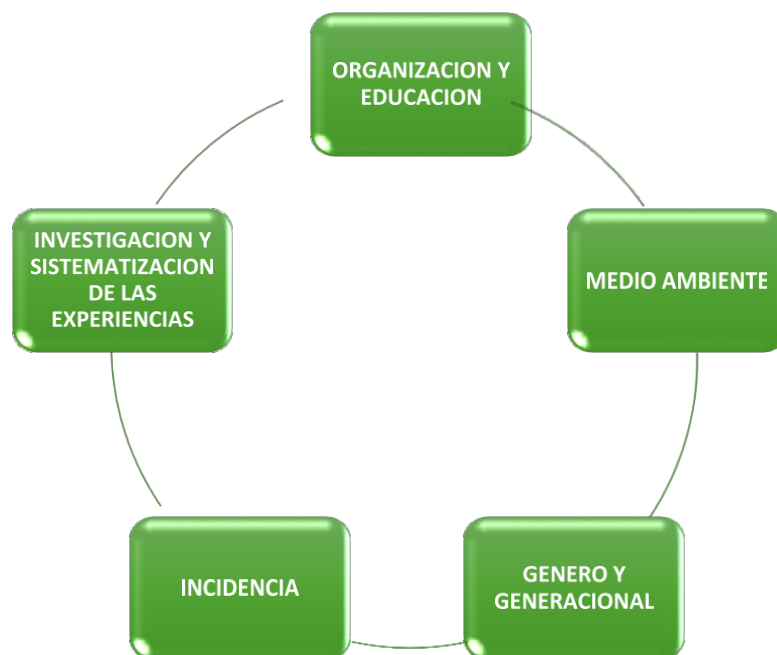 ORGANIZACION Y
EDUCACION
MEDIO AMBIENTE
GENERO Y
GENERACIONAL
INCIDENCIA
INVESTIGACION Y
SISTEMATIZACION
DE LAS
EXPERIENCIAS